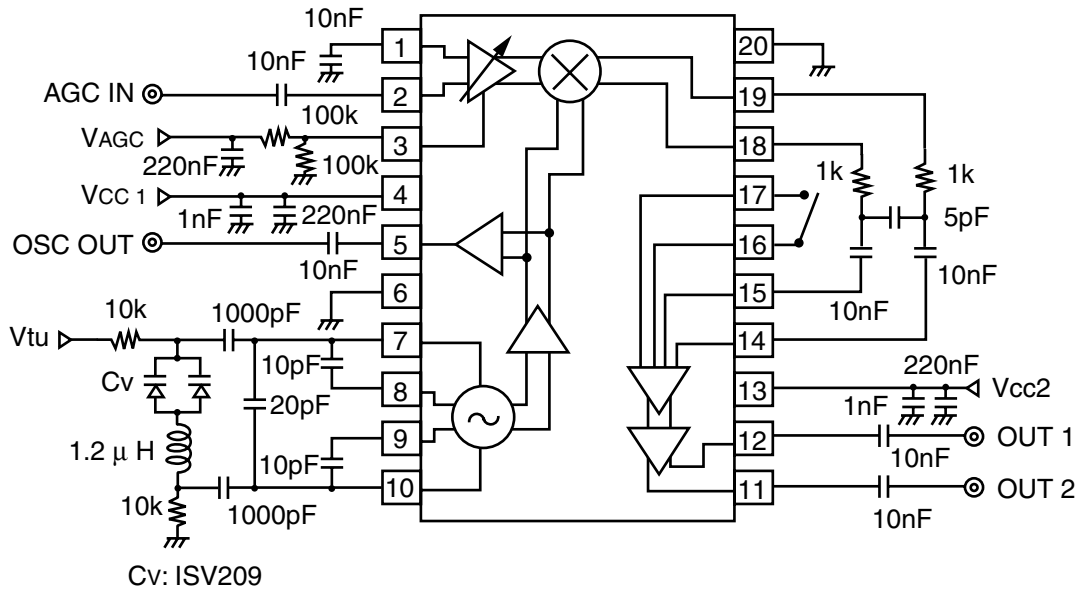 10nF
1
20
10nF
AGC IN
2
19
100k
VAGC
3
18
220nF
100k
1k
1k
VCC 1
4
17
1nF
220nF
5pF
OSC OUT
5
16
10nF
10nF
6
15
10nF
10k
1000pF
Vtu
7
14
10pF
220nF
Cv
8
13
Vcc2
20pF
1nF
9
12
OUT 1
1.2 μ H
10pF
10nF
10
11
OUT 2
10k
1000pF
10nF
CV: ISV209